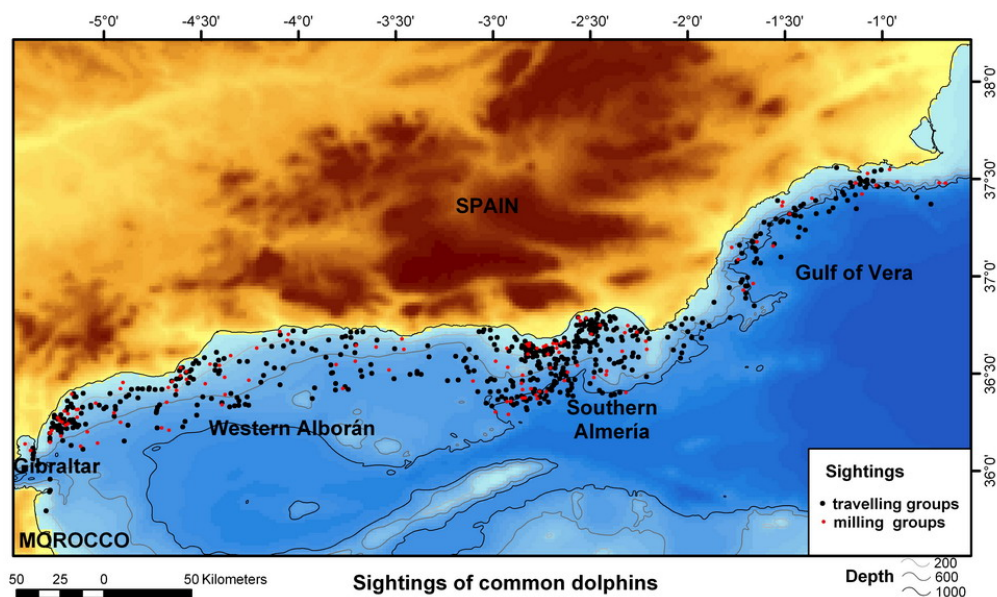 -5°0' -4°30' -4°0' -3°30' -3°0' -2°30' -2°0' -1°30' -1°0'
38°0'
37°30'
SPAIN
Gulf of Vera
37°0'
36°30'
Southern
Almería
Western Alborán
Gibraltar
36°0'
MOROCCO
Sightings
travelling groups
milling groups
50 25 0 50 Kilometers
Sightings of common dolphins
Depth
200
600
1000